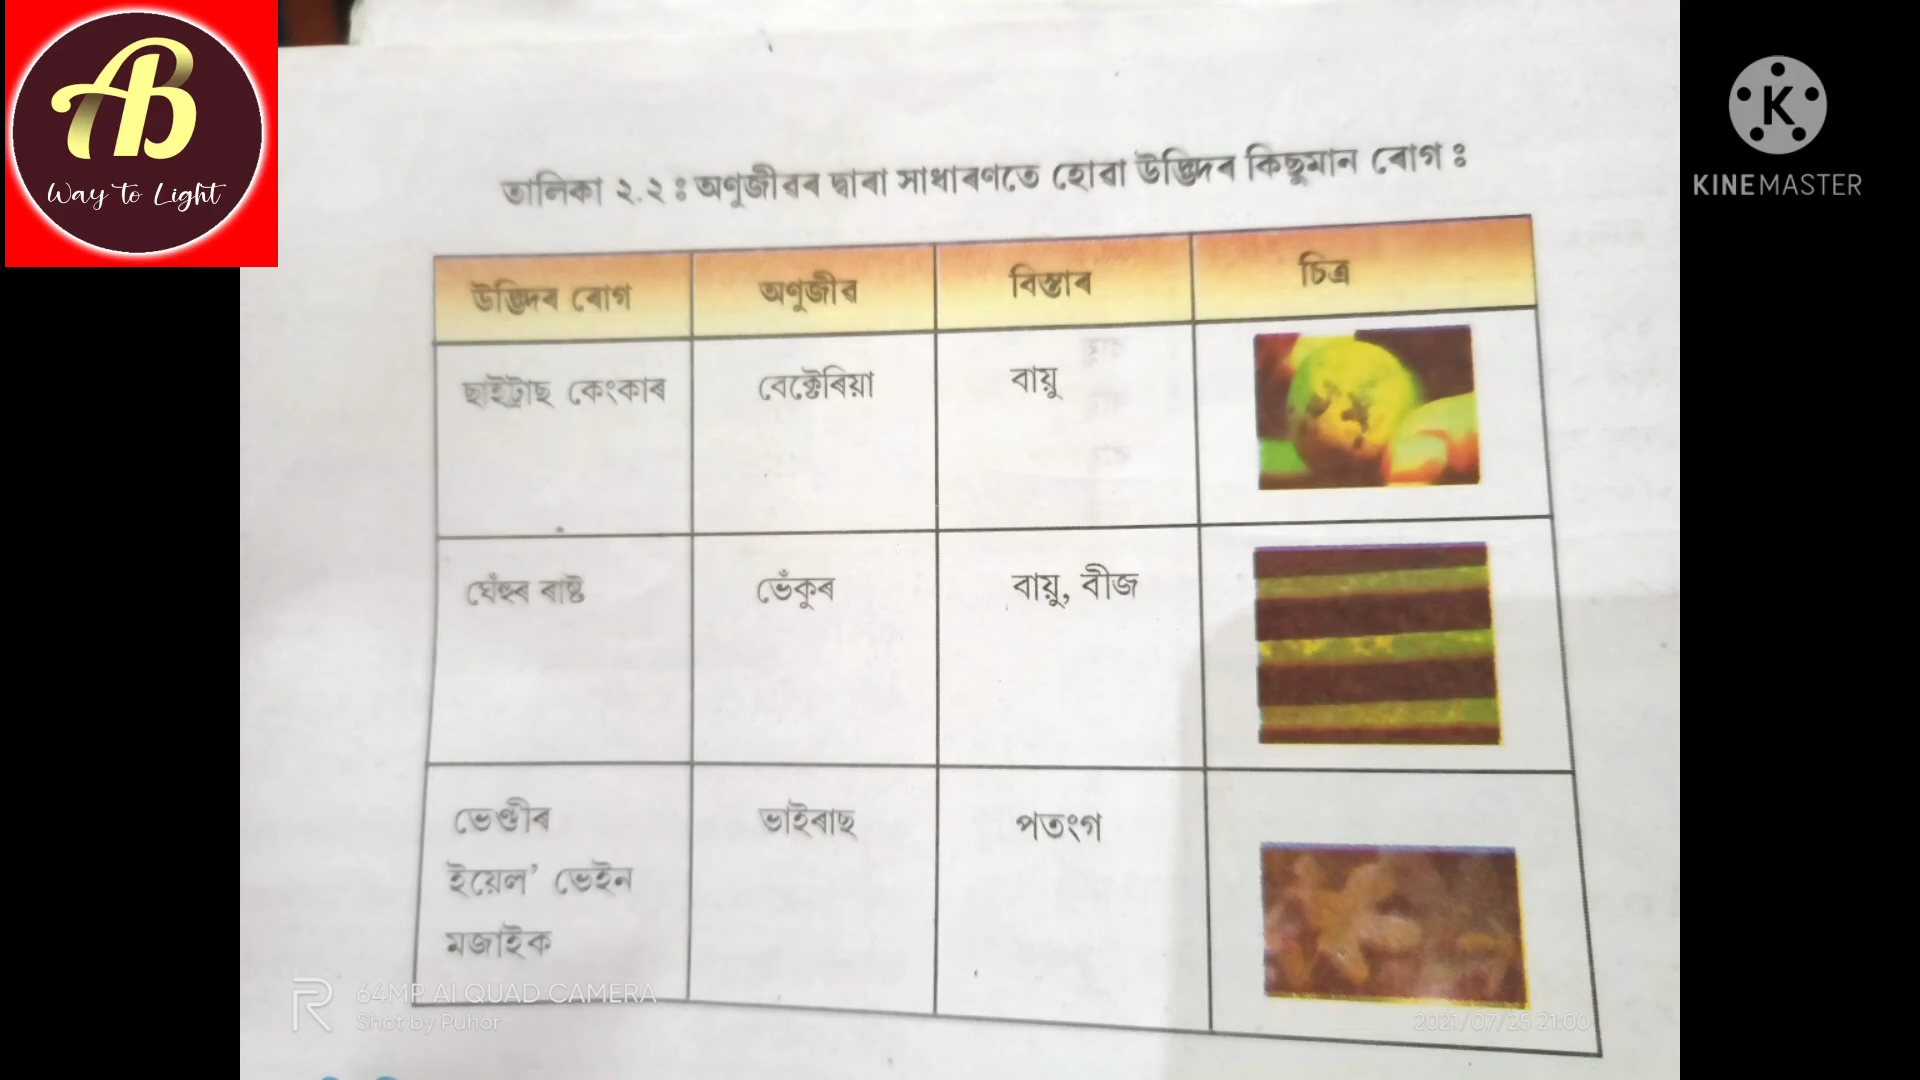 AB
Way to Light
K
KINEMASTER
তালিকা ২.২ ঃ অণুজীৱৰ দ্বাৰা সাধাৰণতে হোৱা উদ্ভিদৰ কিছুমান ৰোগ ঃ
উদ্ভিদৰ ৰোগ অণুজীৱ বিস্তাৰ চিত্ৰ
ছাইট্ৰাছ কেংকাৰ বেক্টেৰিয়া বায়ু
ঘেঁহুৰ ৰাষ্ট ভেঁকুৰ বায়ু, বীজ
ভেণ্ডীৰ ভাইৰাছ পতংগ
ইয়েল’ ভেইন
মজাইক
R
64MP AI QUAD CAMERA
Shot by Puhor
2021/07/25 21:00